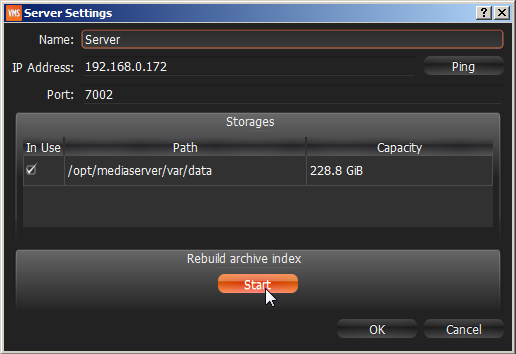 VMS Server Settings
Name: Server
IP Address: 192.168.0.172 Ping
Port: 7002
Storages
In Use Path Capacity
/opt/mediaserver/var/data 228.8 GiB
Rebuild archive index
Start
OK Cancel